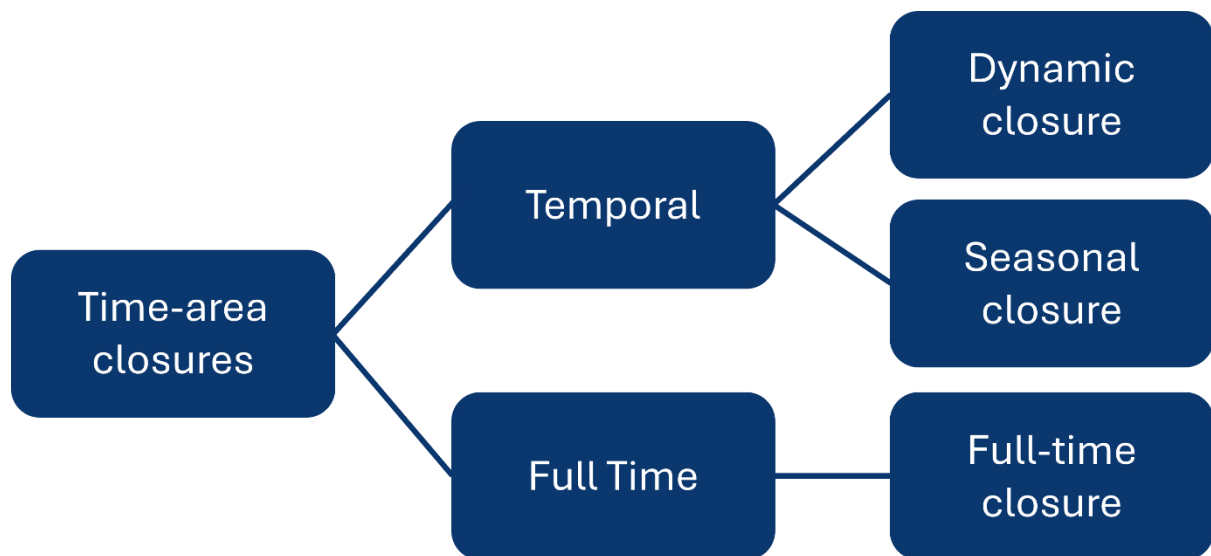 Time-area
closures
Temporal
Full Time
Dynamic
closure
Seasonal
closure
Full-time
closure